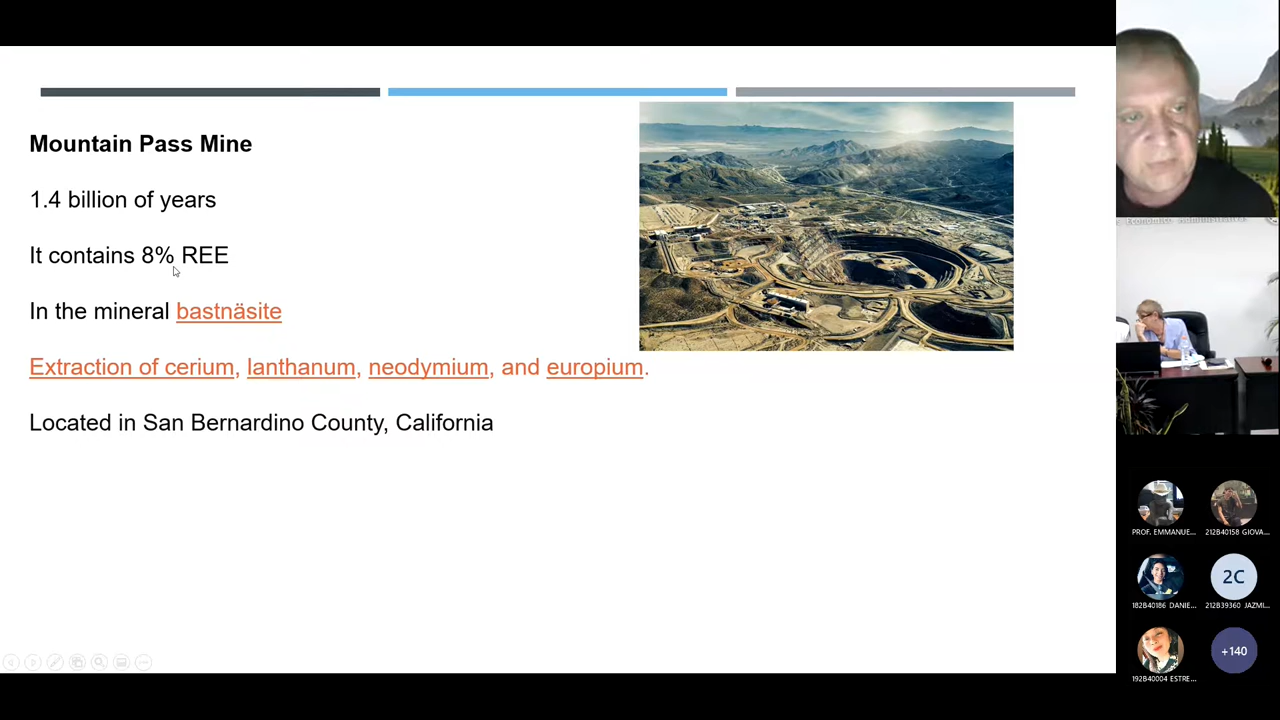 Mountain Pass Mine
1.4 billion of years
It contains 8% REE
In the mineral bastnäsite
Extraction of cerium, lanthanum, neodymium, and europium.
Located in San Bernardino County, California
PROF. EMMANUE...
212B40158 GIOVA...
182B40186 DANIE...
2C
212B39360 JAZMI...
192B40004 ESTRE...
+140